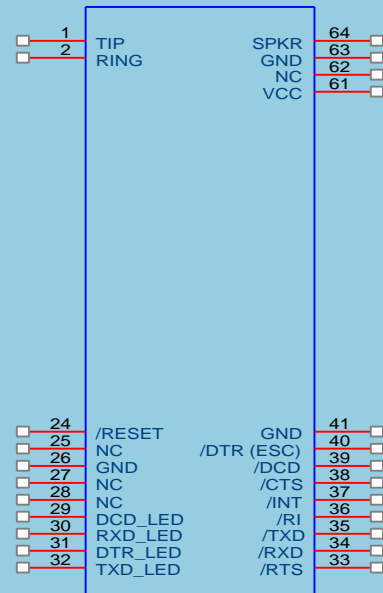 1 TIP SPKR 64
2 RING GND 63
NC 62
VCC 61
24 /RESET GND 41
25 NC /DTR (ESC) 40
26 GND /DCD 39
27 NC /CTS 38
28 NC /INT 37
29 DCD_LED /RI 36
30 RXD_LED /TXD 35
31 DTR_LED /RXD 34
32 TXD_LED /RTS 33